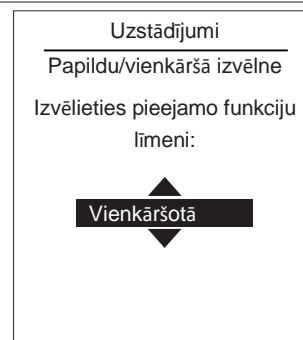 Uzstādījumi
Papildu/vienkāršā izvēlne
Izvēlieties pieejamo funkciju
līmeni:
Vienkāršotā